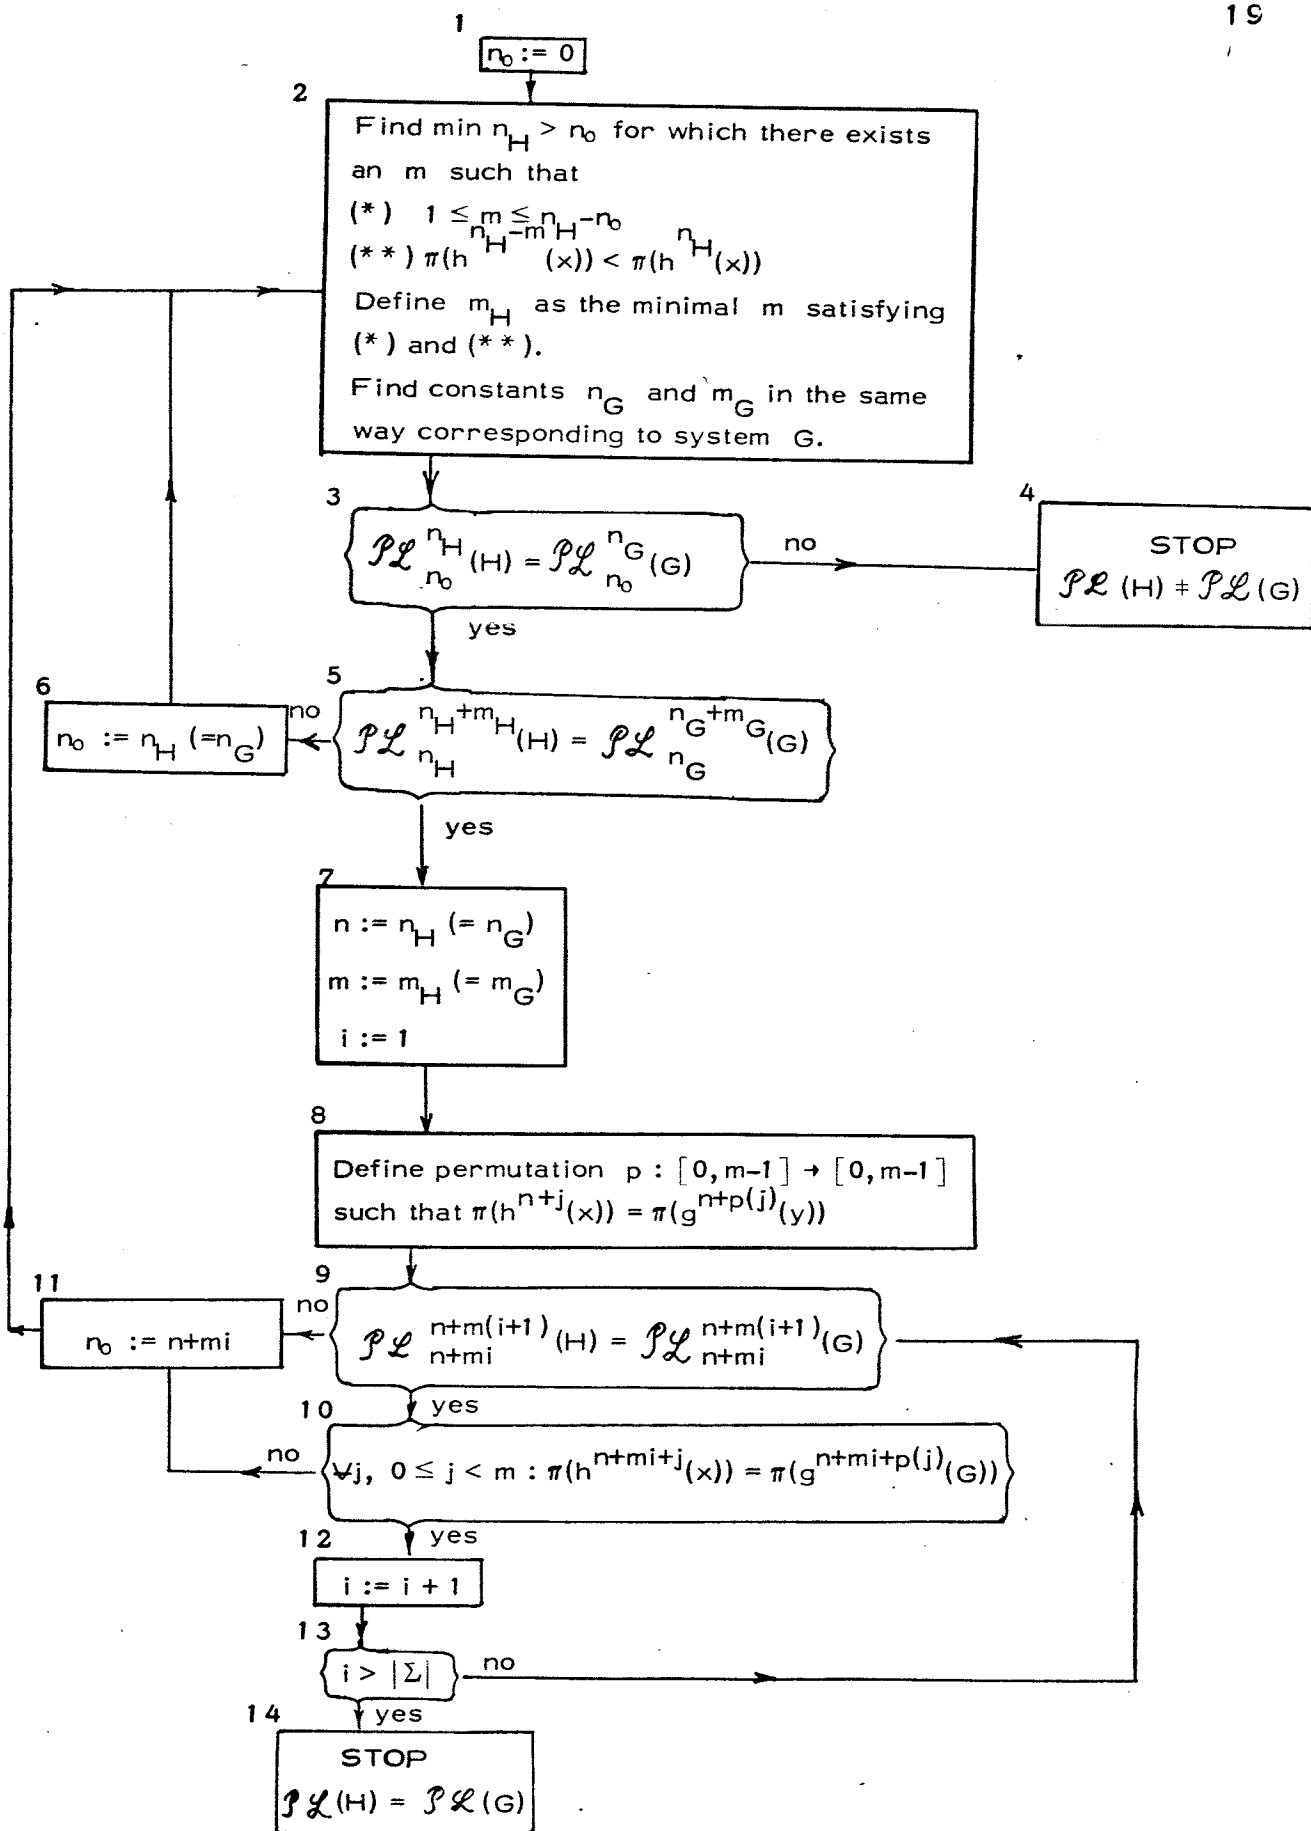 19
1
n₀ := 0
2
Find min n_H > n₀ for which there exists
an m such that
(*) 1 ≤ m ≤ n_H-n₀
(**) π(h^{n_H-m}(x)) < π(h^{n_H}(x))
Define m_H as the minimal m satisfying
(*) and (**).
Find constants n_G and m_G in the same
way corresponding to system G.
3
𝒫ℒ^{n_H}_{n₀}(H) = 𝒫ℒ^{n_G}_{n₀}(G)
no
4
STOP
𝒫ℒ(H) ≠ 𝒫ℒ(G)
yes
5
𝒫ℒ^{n_H+m_H}_{n_H}(H) = 𝒫ℒ^{n_G+m_G}_{n_G}(G)
no
6
n₀ := n_H (=n_G)
yes
7
n := n_H (= n_G)
m := m_H (= m_G)
i := 1
8
Define permutation p : [0,m-1] → [0,m-1]
such that π(h^{n+j}(x)) = π(g^{n+p(j)}(y))
9
𝒫ℒ^{n+m(i+1)}_{n+mi}(H) = 𝒫ℒ^{n+m(i+1)}_{n+mi}(G)
no
11
n₀ := n+mi
yes
10
∀j, 0 ≤ j < m : π(h^{n+mi+j}(x)) = π(g^{n+mi+p(j)}(G))
no
yes
12
i := i + 1
13
i > |Σ|
no
yes
14
STOP
𝒫ℒ(H) = 𝒫ℒ(G)